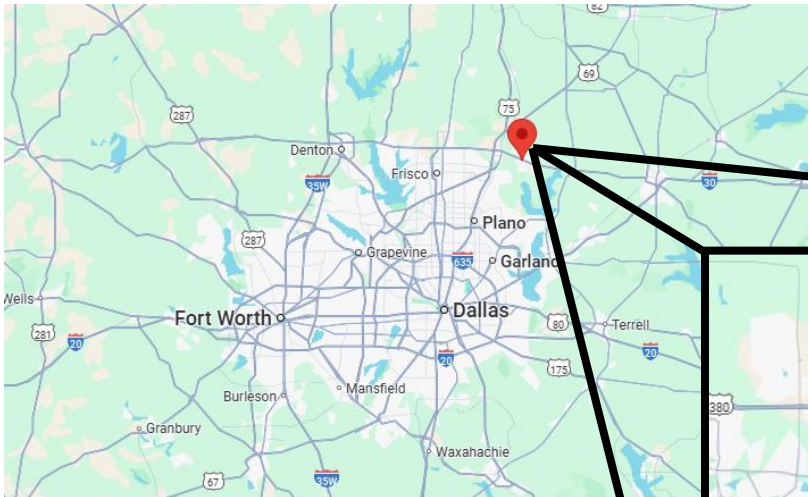 82
69
75
287
Denton
Frisco
35W
30
Plano
287
Grapevine
635
Garland
Wells
Fort Worth
Dallas
80
Terrell
281
20
20
20
175
Burleson
Mansfield
380
Granbury
Waxahachie
67
35W